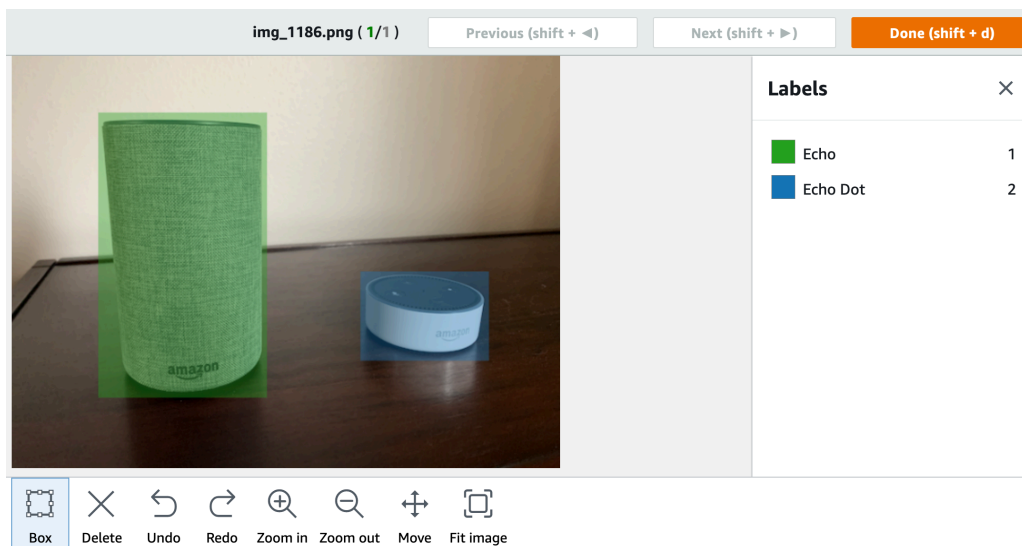 img_1186.png ( 1/1 )
Previous (shift + ◀)
Next (shift + ▶)
Done (shift + d)
Labels
Echo 1
Echo Dot 2
amazon
amazon
Box
Delete
Undo
Redo
Zoom in
Zoom out
Move
Fit image